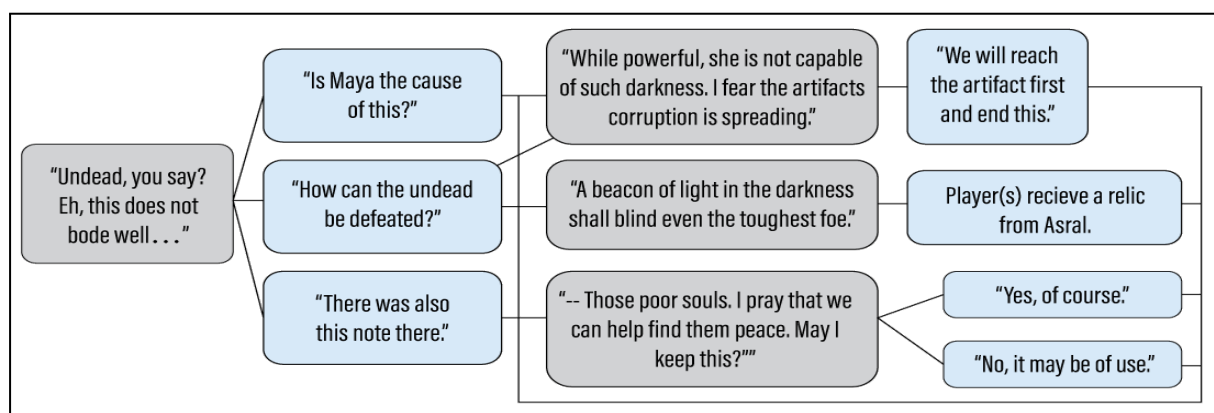 “Undead, you say?
Eh, this does not
bode well . . .”
“Is Maya the cause
of this?”
“How can the undead
be defeated?”
“There was also
this note there.”
“While powerful, she is not capable
of such darkness. I fear the artifacts
corruption is spreading.”
“A beacon of light in the darkness
shall blind even the toughest foe.”
“-- Those poor souls. I pray that we
can help find them peace. May I
keep this?””
“We will reach
the artifact first
and end this.”
Player(s) recieve a relic
from Asral.
“Yes, of course.”
“No, it may be of use.”